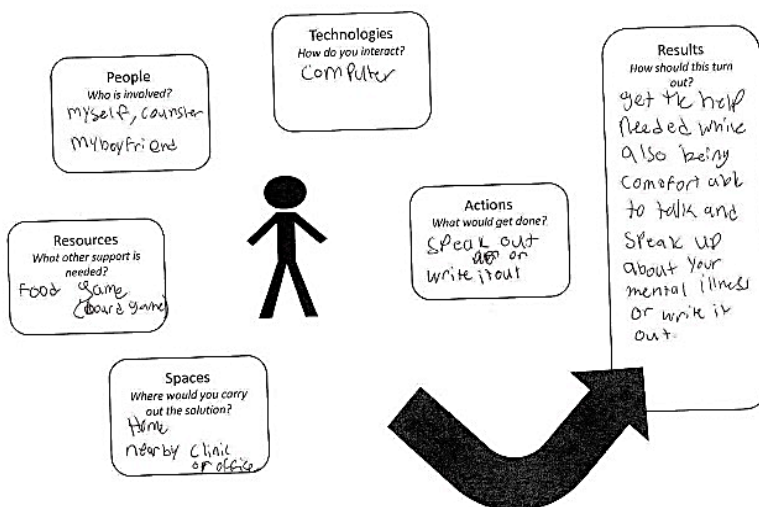 Technologies
How do you interact?
Computer
People
Who is involved?
myself, counsler
myboyfriend
Results
How should this turn
out?
get the help
needed while
also being
comofortable
to talk and
speak up
about your
mental illness
or write it
out.
Actions
What would get done?
Speak out
or
write it out
Resources
What other support is
needed?
Food game
(board game)
Spaces
Where would you carry
out the solution?
Home
nearby clinic
or office